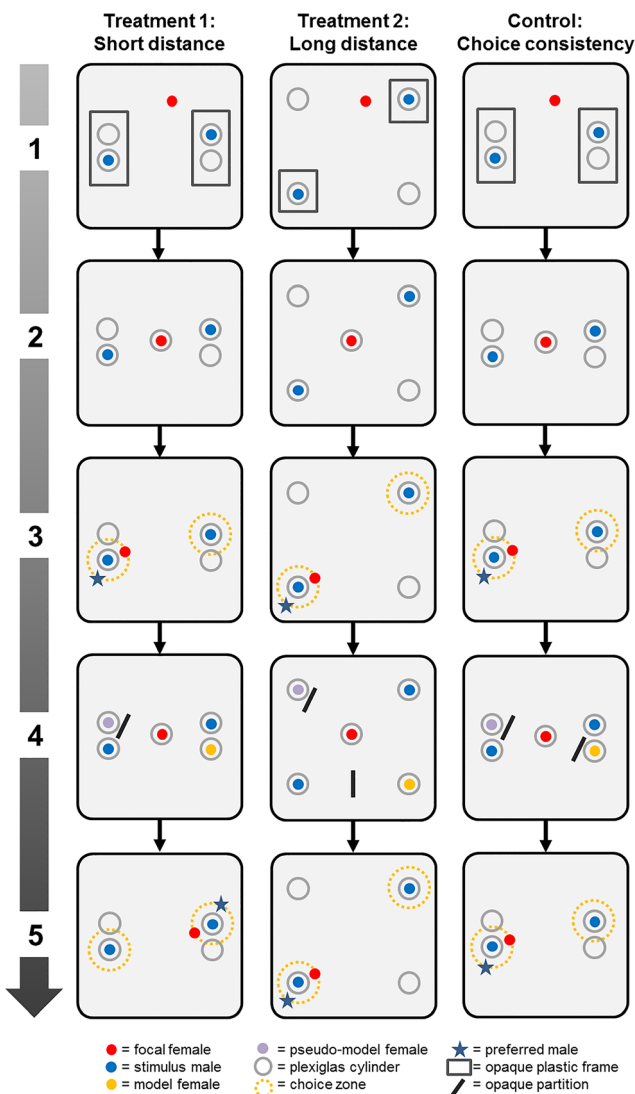 Treatment 1:
Short distance
Treatment 2:
Long distance
Control:
Choice consistency
1
2
3
4
5
= focal female
= stimulus male
= model female
= pseudo-model female
= plexiglas cylinder
= choice zone
= preferred male
= opaque plastic frame
= opaque partition